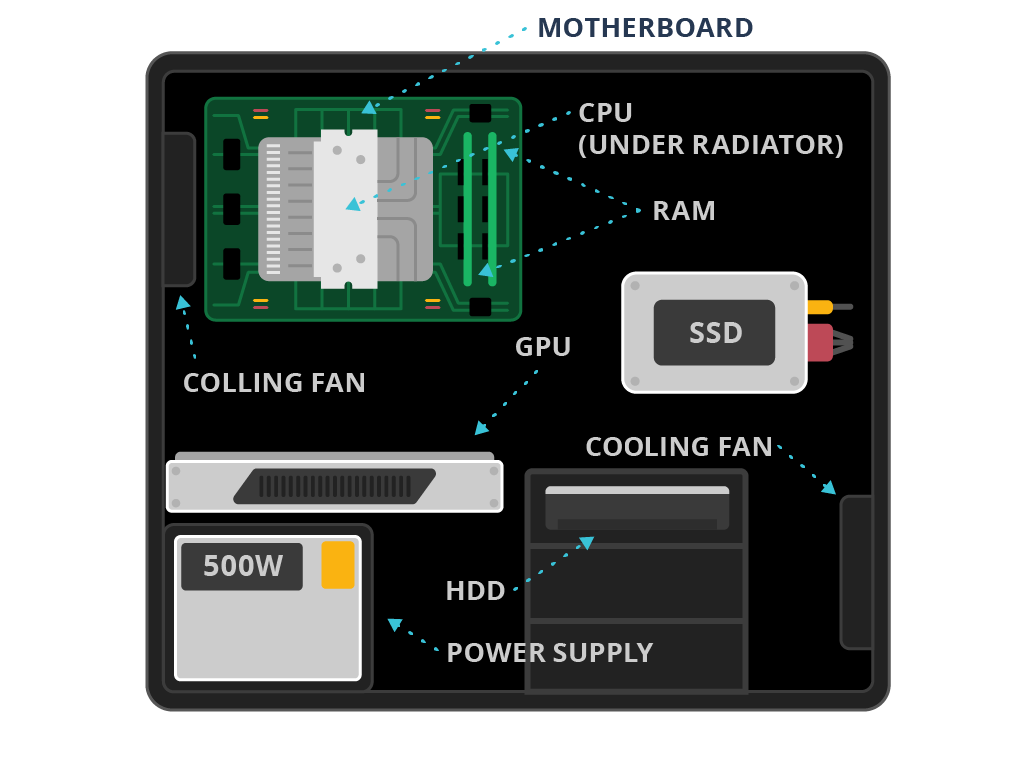 MOTHERBOARD
CPU
(UNDER RADIATOR)
RAM
SSD
GPU
COLLING FAN
COOLING FAN
500W
HDD
POWER SUPPLY